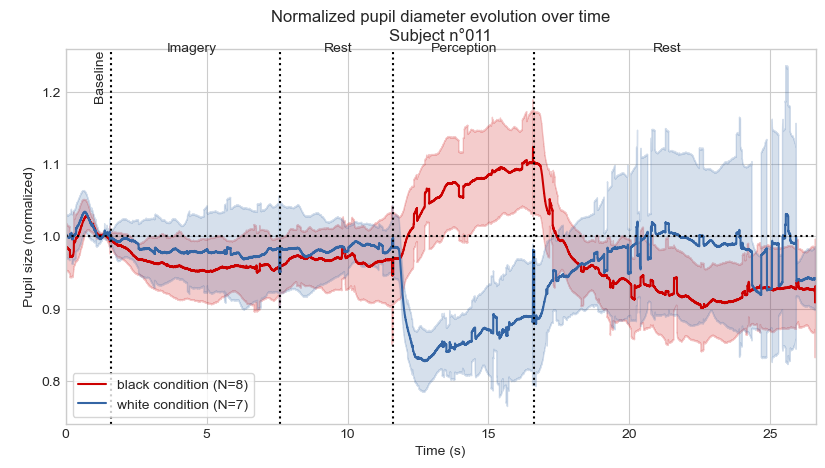 Normalized pupil diameter evolution over time
Subject n°011
Baseline
Imagery
Rest
Perception
Rest
Pupil size (normalized)
1.2
1.1
1.0
0.9
0.8
black condition (N=8)
white condition (N=7)
0
5
10
15
20
25
Time (s)